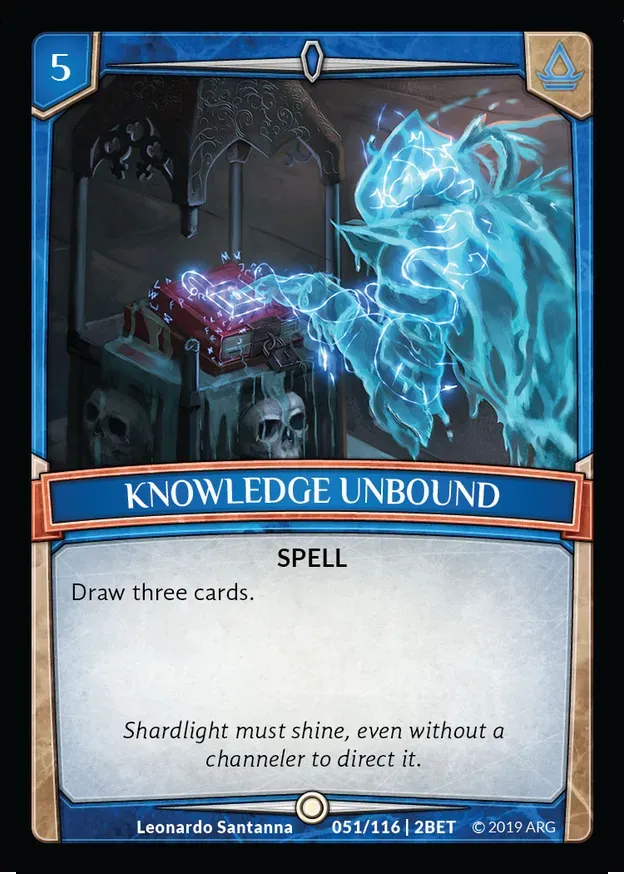 5
KNOWLEDGE UNBOUND
SPELL
Draw three cards.
Shardlight must shine, even without a
channeler to direct it.
Leonardo Santanna 051/116 | 2BET © 2019 ARG